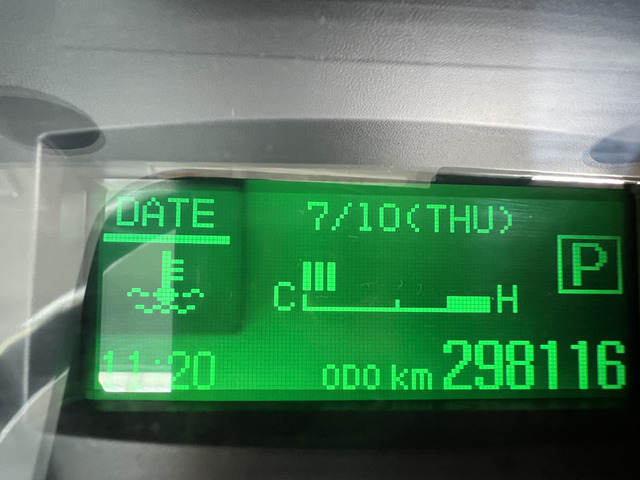 DATE 7/10(THU)
P
C H
11:20 ODO km 298116